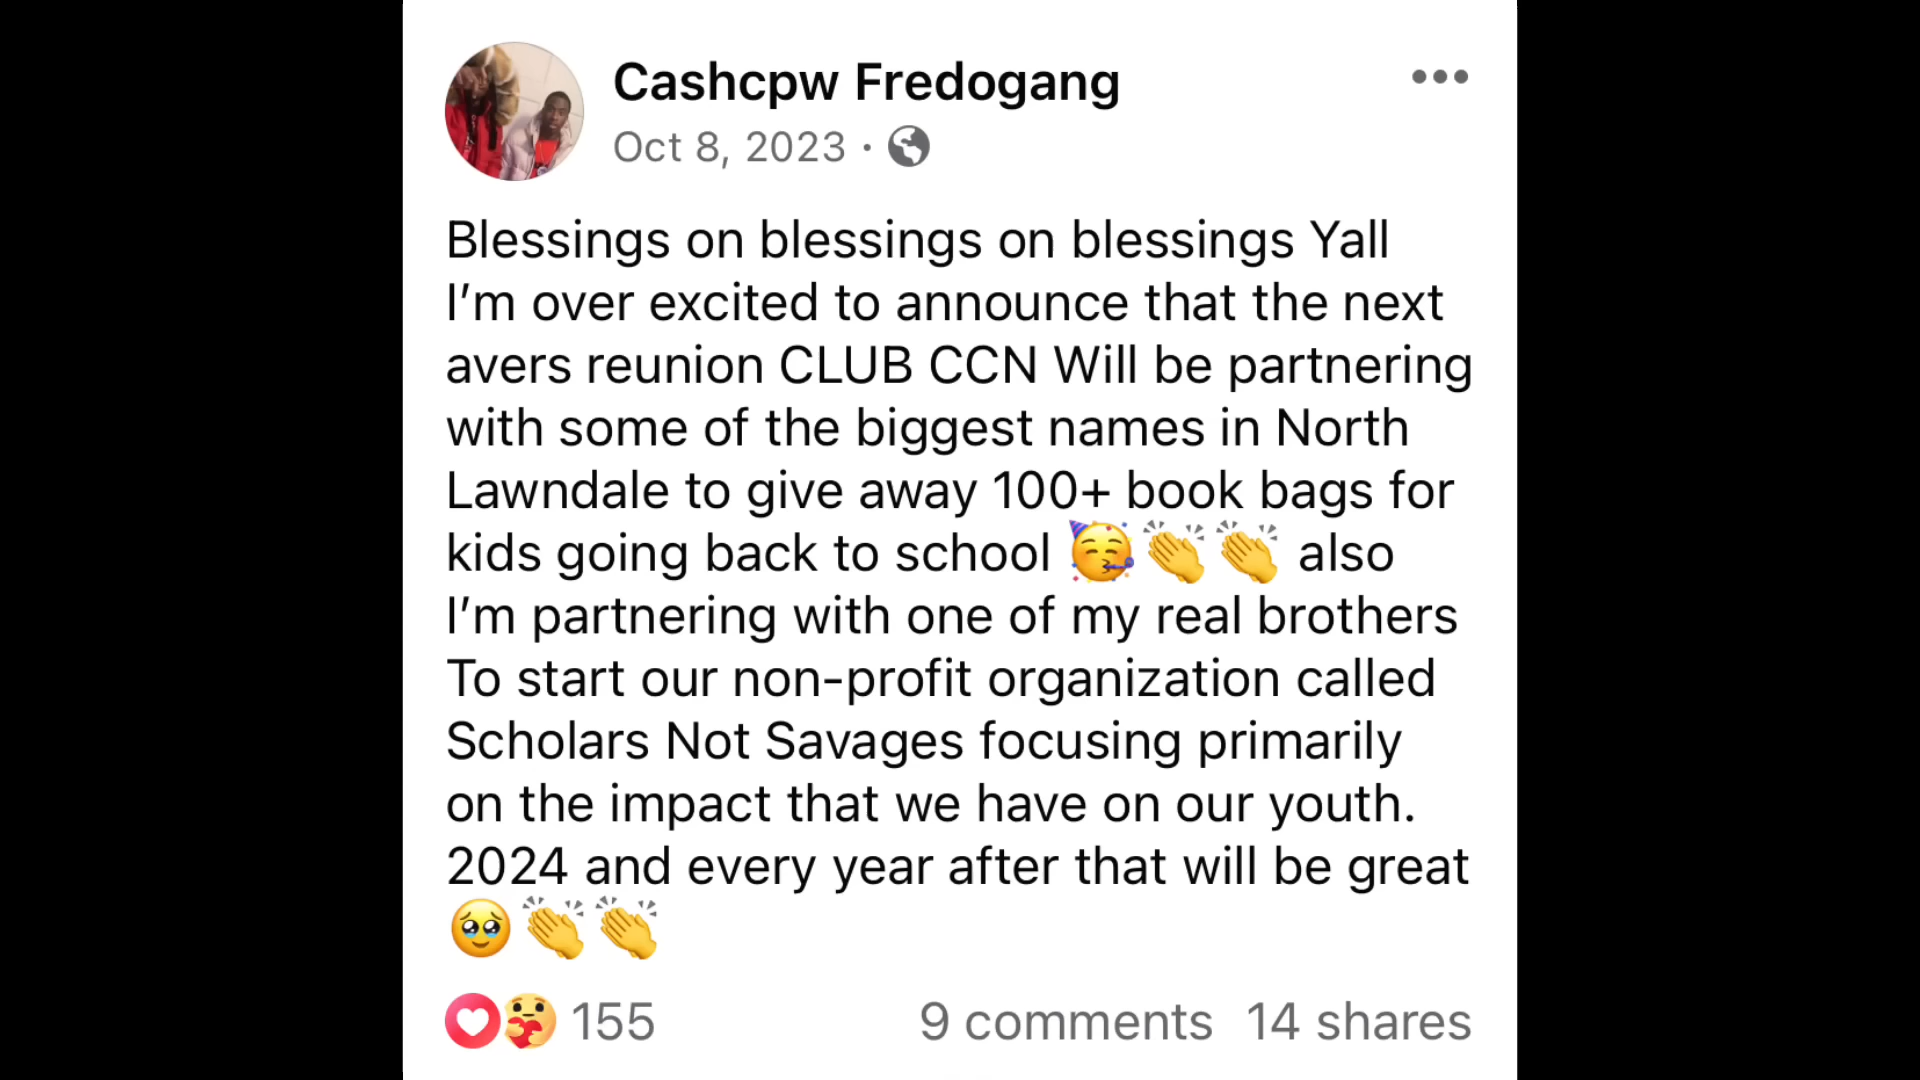 Cashcpw Fredogang
Oct 8, 2023 ·
Blessings on blessings on blessings Yall
I’m over excited to announce that the next
avers reunion CLUB CCN Will be partnering
with some of the biggest names in North
Lawndale to give away 100+ book bags for
kids going back to school 🥳👏👏 also
I’m partnering with one of my real brothers
To start our non-profit organization called
Scholars Not Savages focusing primarily
on the impact that we have on our youth.
2024 and every year after that will be great
🥹👏👏
155 9 comments 14 shares